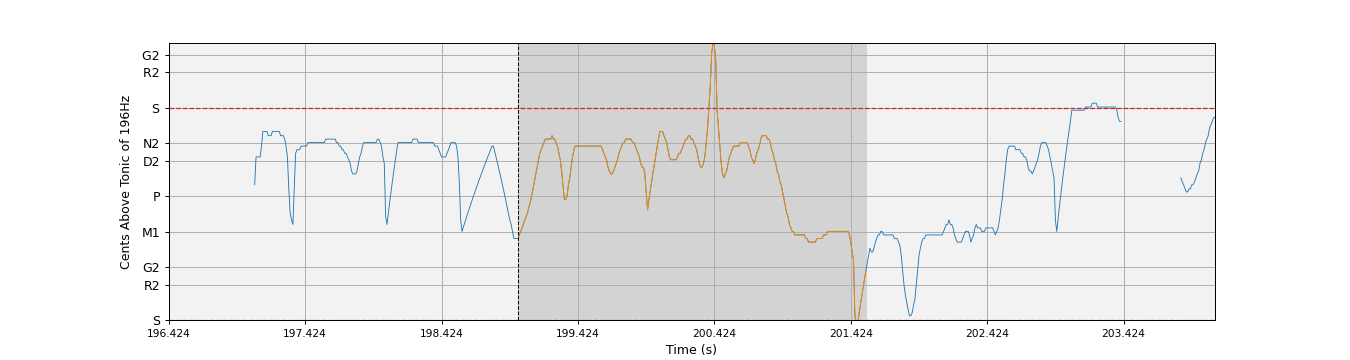 G2
R2
S
N2
D2
P
M1
G2
R2
S
Cents Above Tonic of 196Hz
196.424 197.424 198.424 199.424 200.424 201.424 202.424 203.424
Time (s)